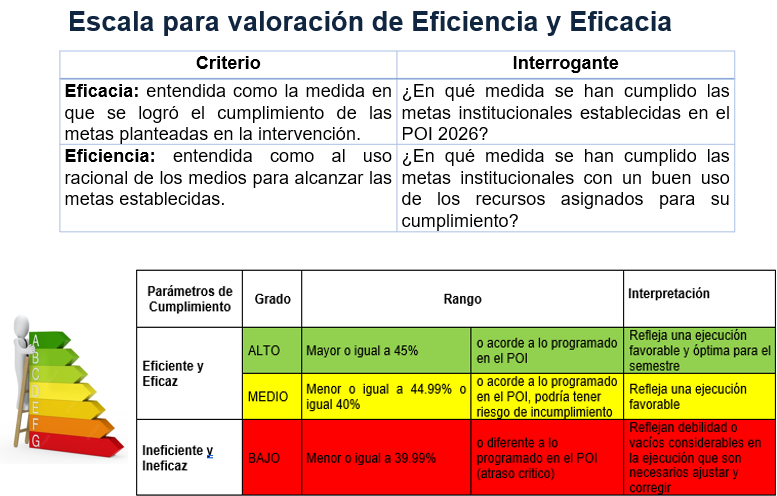 Escala para valoración de Eficiencia y Eficacia
Criterio
Interrogante
Eficacia: entendida como la medida en
que se logró el cumplimiento de las
metas planteadas en la intervención.
¿En qué medida se han cumplido las
metas institucionales establecidas en el
POI 2026?
Eficiencia: entendida como al uso
racional de los medios para alcanzar las
metas establecidas.
¿En qué medida se han cumplido las
metas institucionales con un buen uso
de los recursos asignados para su
cumplimiento?
A
B
C
D
E
F
G
Parámetros de
Cumplimiento
Grado
Rango
Interpretación
Eficiente y
Eficaz
ALTO
Mayor o igual a 45%
o acorde a lo programado
en el POI
Refleja una ejecución
favorable y óptima para el
semestre
MEDIO
Menor o igual a 44.99% o
igual 40%
o acorde a lo programado
en el POI, podría tener
riesgo de incumplimiento
Refleja una ejecución
favorable
Ineficiente y
Ineficaz
BAJO
Menor o igual a 39.99%
o diferente a lo
programado en el POI
(atraso crítico)
Reflejan debilidad o
vacíos considerables en
la ejecución que son
necesarios ajustar y
corregir